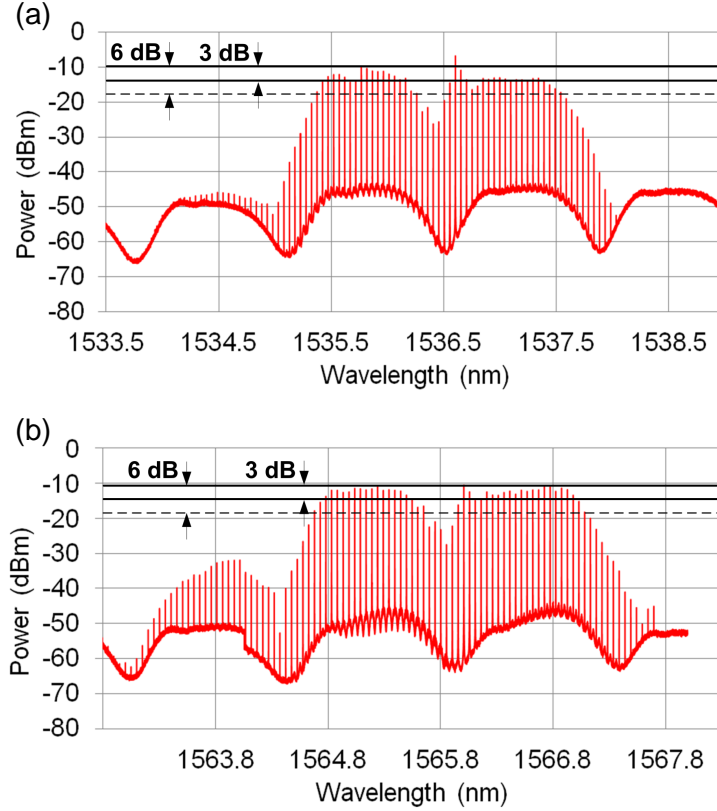 (a)
0
-10
-20
-30
-40
-50
-60
-70
-80
Power (dBm)
6 dB
3 dB
1533.5 1534.5 1535.5 1536.5 1537.5 1538.5
Wavelength (nm)
(b)
0
-10
-20
-30
-40
-50
-60
-70
-80
Power (dBm)
6 dB
3 dB
1563.8 1564.8 1565.8 1566.8 1567.8
Wavelength (nm)